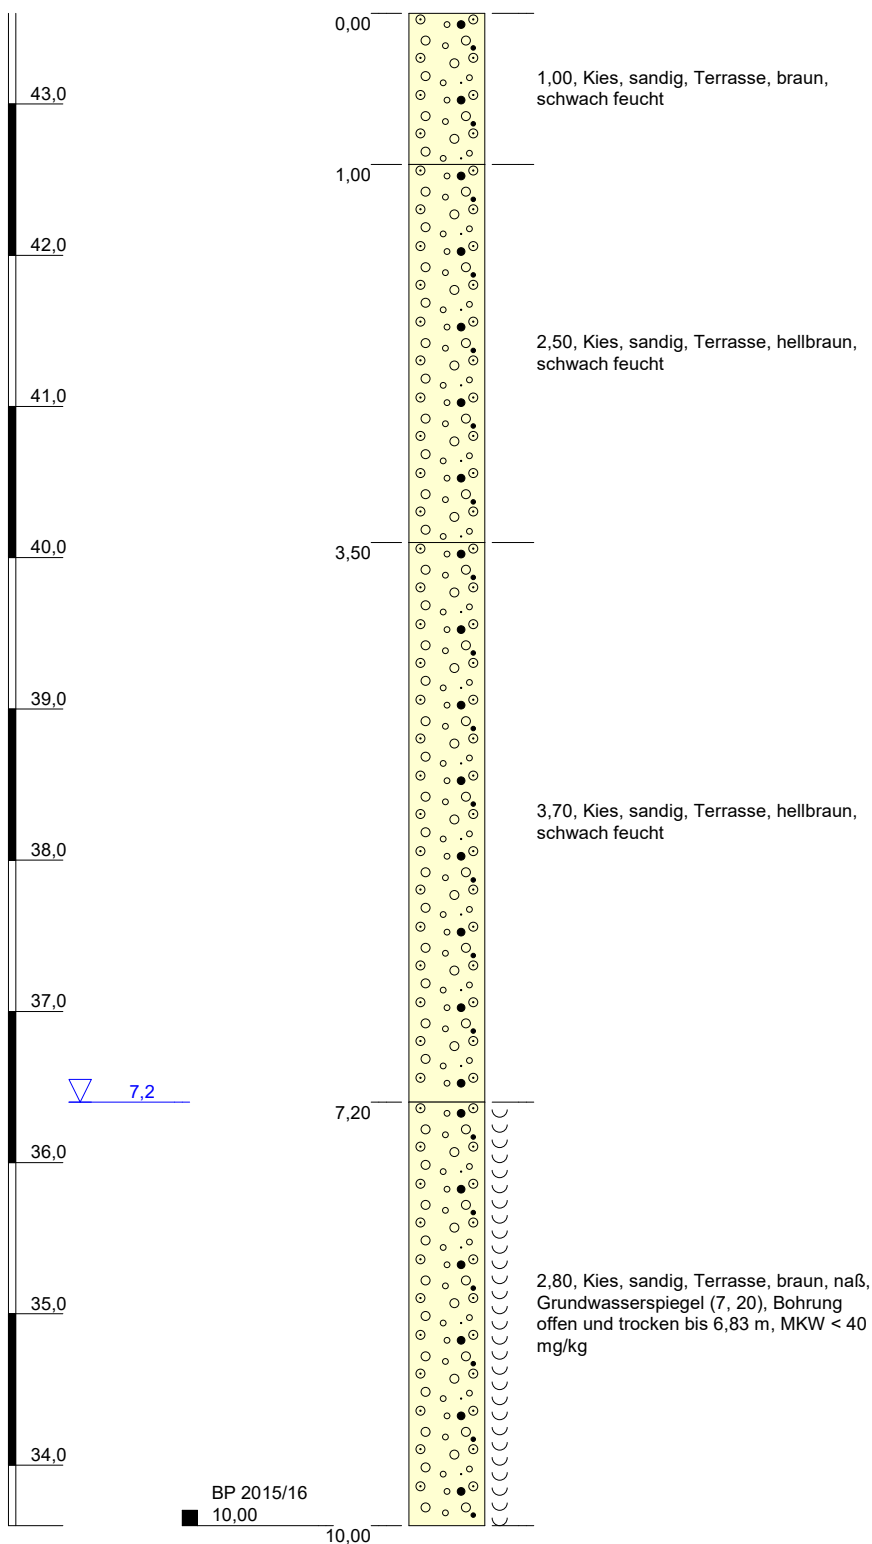 0,00
1,00, Kies, sandig, Terrasse, braun,
schwach feucht
43,0
1,00
42,0
2,50, Kies, sandig, Terrasse, hellbraun,
schwach feucht
41,0
40,0
3,50
39,0
3,70, Kies, sandig, Terrasse, hellbraun,
schwach feucht
38,0
37,0
7,2
7,20
36,0
2,80, Kies, sandig, Terrasse, braun, naß,
Grundwasserspiegel (7, 20), Bohrung
offen und trocken bis 6,83 m, MKW < 40
mg/kg
35,0
34,0
BP 2015/16
10,00
10,00